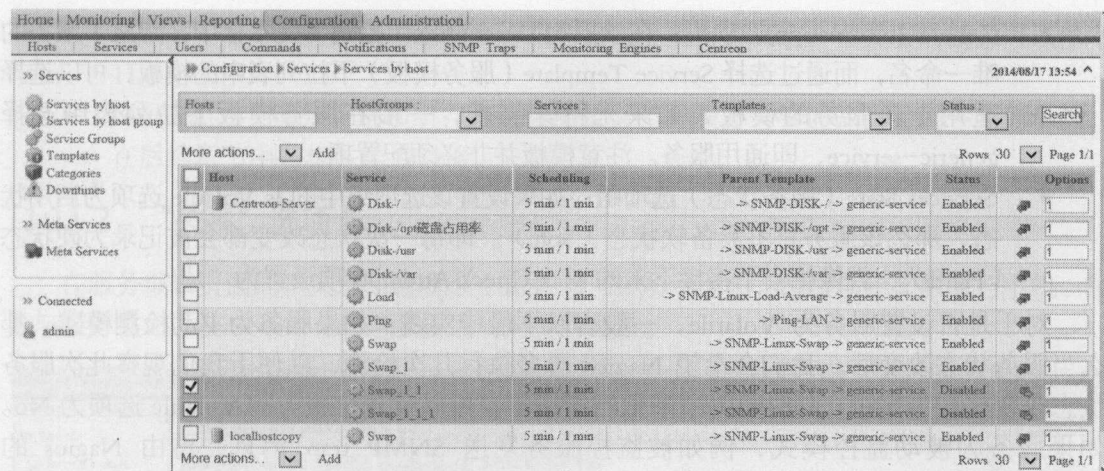 Home Monitoring Views Reporting Configuration Administration
Hosts Services Users Commands Notifications SNMP Traps Monitoring Engines Centreon
Services
Services by host
Services by host group
Service Groups
Templates
Categories
Downtimes
Meta Services
Meta Services
Connected
admin
Configuration Services Services by host 2014/08/17 13:54
Hosts HostGroups : Services : Templates : Status : Search
More actions... Add Rows 30 Page 1/1
Host Service Scheduling Parent Template Status Options
Centreon-Server Disk-/ 5 min / 1 min -> SNMP-DISK-/ -> generic-service Enabled 1
Disk-/opt磁盘占用率 5 min / 1 min -> SNMP-DISK-/opt -> generic-service Enabled 1
Disk-/usr 5 min / 1 min -> SNMP-DISK-/usr -> generic-service Enabled 1
Disk-/var 5 min / 1 min -> SNMP-DISK-/var -> generic-service Enabled 1
Load 5 min / 1 min -> SNMP-Linux-Load-Average -> generic-service Enabled 1
Ping 5 min / 1 min -> Ping-LAN -> generic-service Enabled 1
Swap 5 min / 1 min -> SNMP-Linux-Swap -> generic-service Enabled 1
Swap_1 5 min / 1 min -> SNMP-Linux-Swap -> generic-service Enabled 1
Swap_1_1 5 min / 1 min -> SNMP-Linux-Swap -> generic-service Disabled 1
Swap_1_1_1 5 min / 1 min -> SNMP-Linux-Swap -> generic-service Disabled 1
localhostcopy Swap 5 min / 1 min -> SNMP-Linux-Swap -> generic-service Enabled 1
More actions... Add Rows 30 Page 1/1